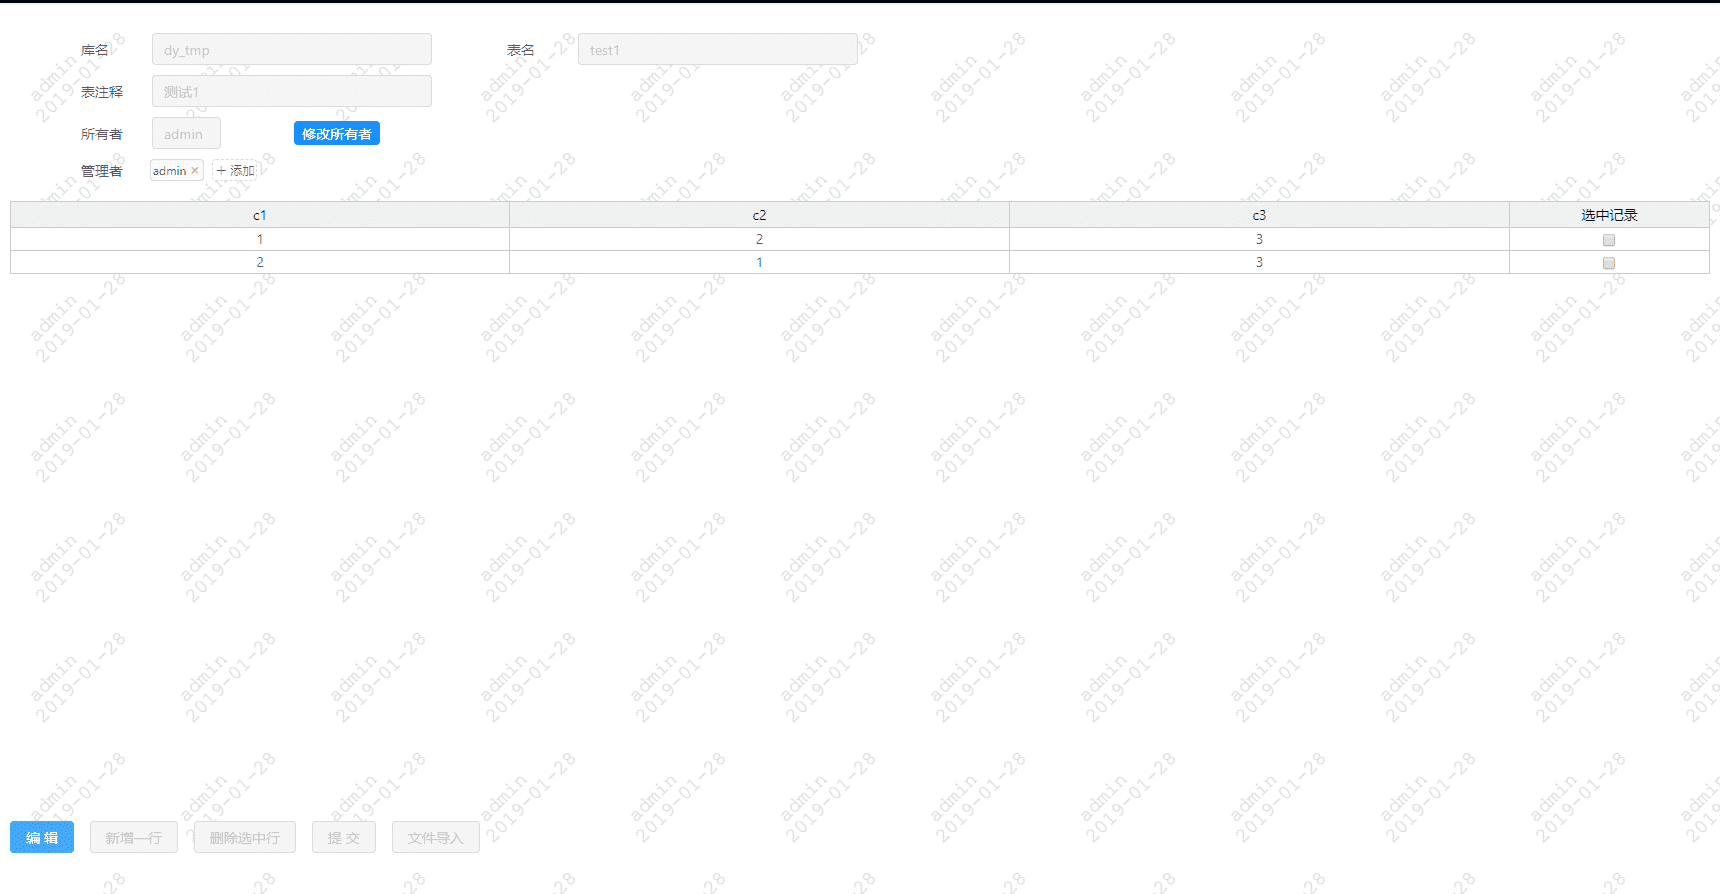 库名 dy_tmp 表名 test1
表注释 测试1
所有者 admin 修改所有者
管理者 admin × + 添加
c1 c2 c3 选中记录
1 2 3
2 1 3
admin
2019-01-28
编 辑 新增一行 删除选中行 提 交 文件导入